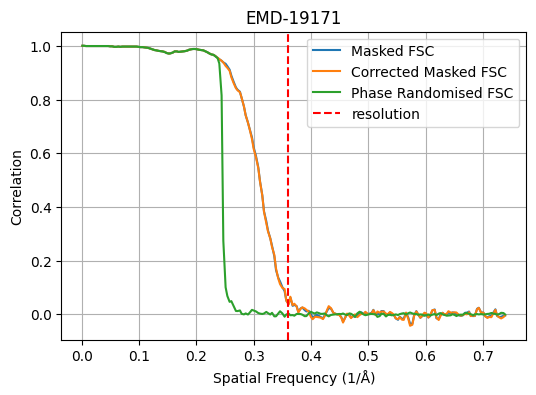 EMD-19171
Masked FSC
Corrected Masked FSC
Phase Randomised FSC
resolution
Correlation
1.0
0.8
0.6
0.4
0.2
0.0
0.0 0.1 0.2 0.3 0.4 0.5 0.6 0.7
Spatial Frequency (1/Å)